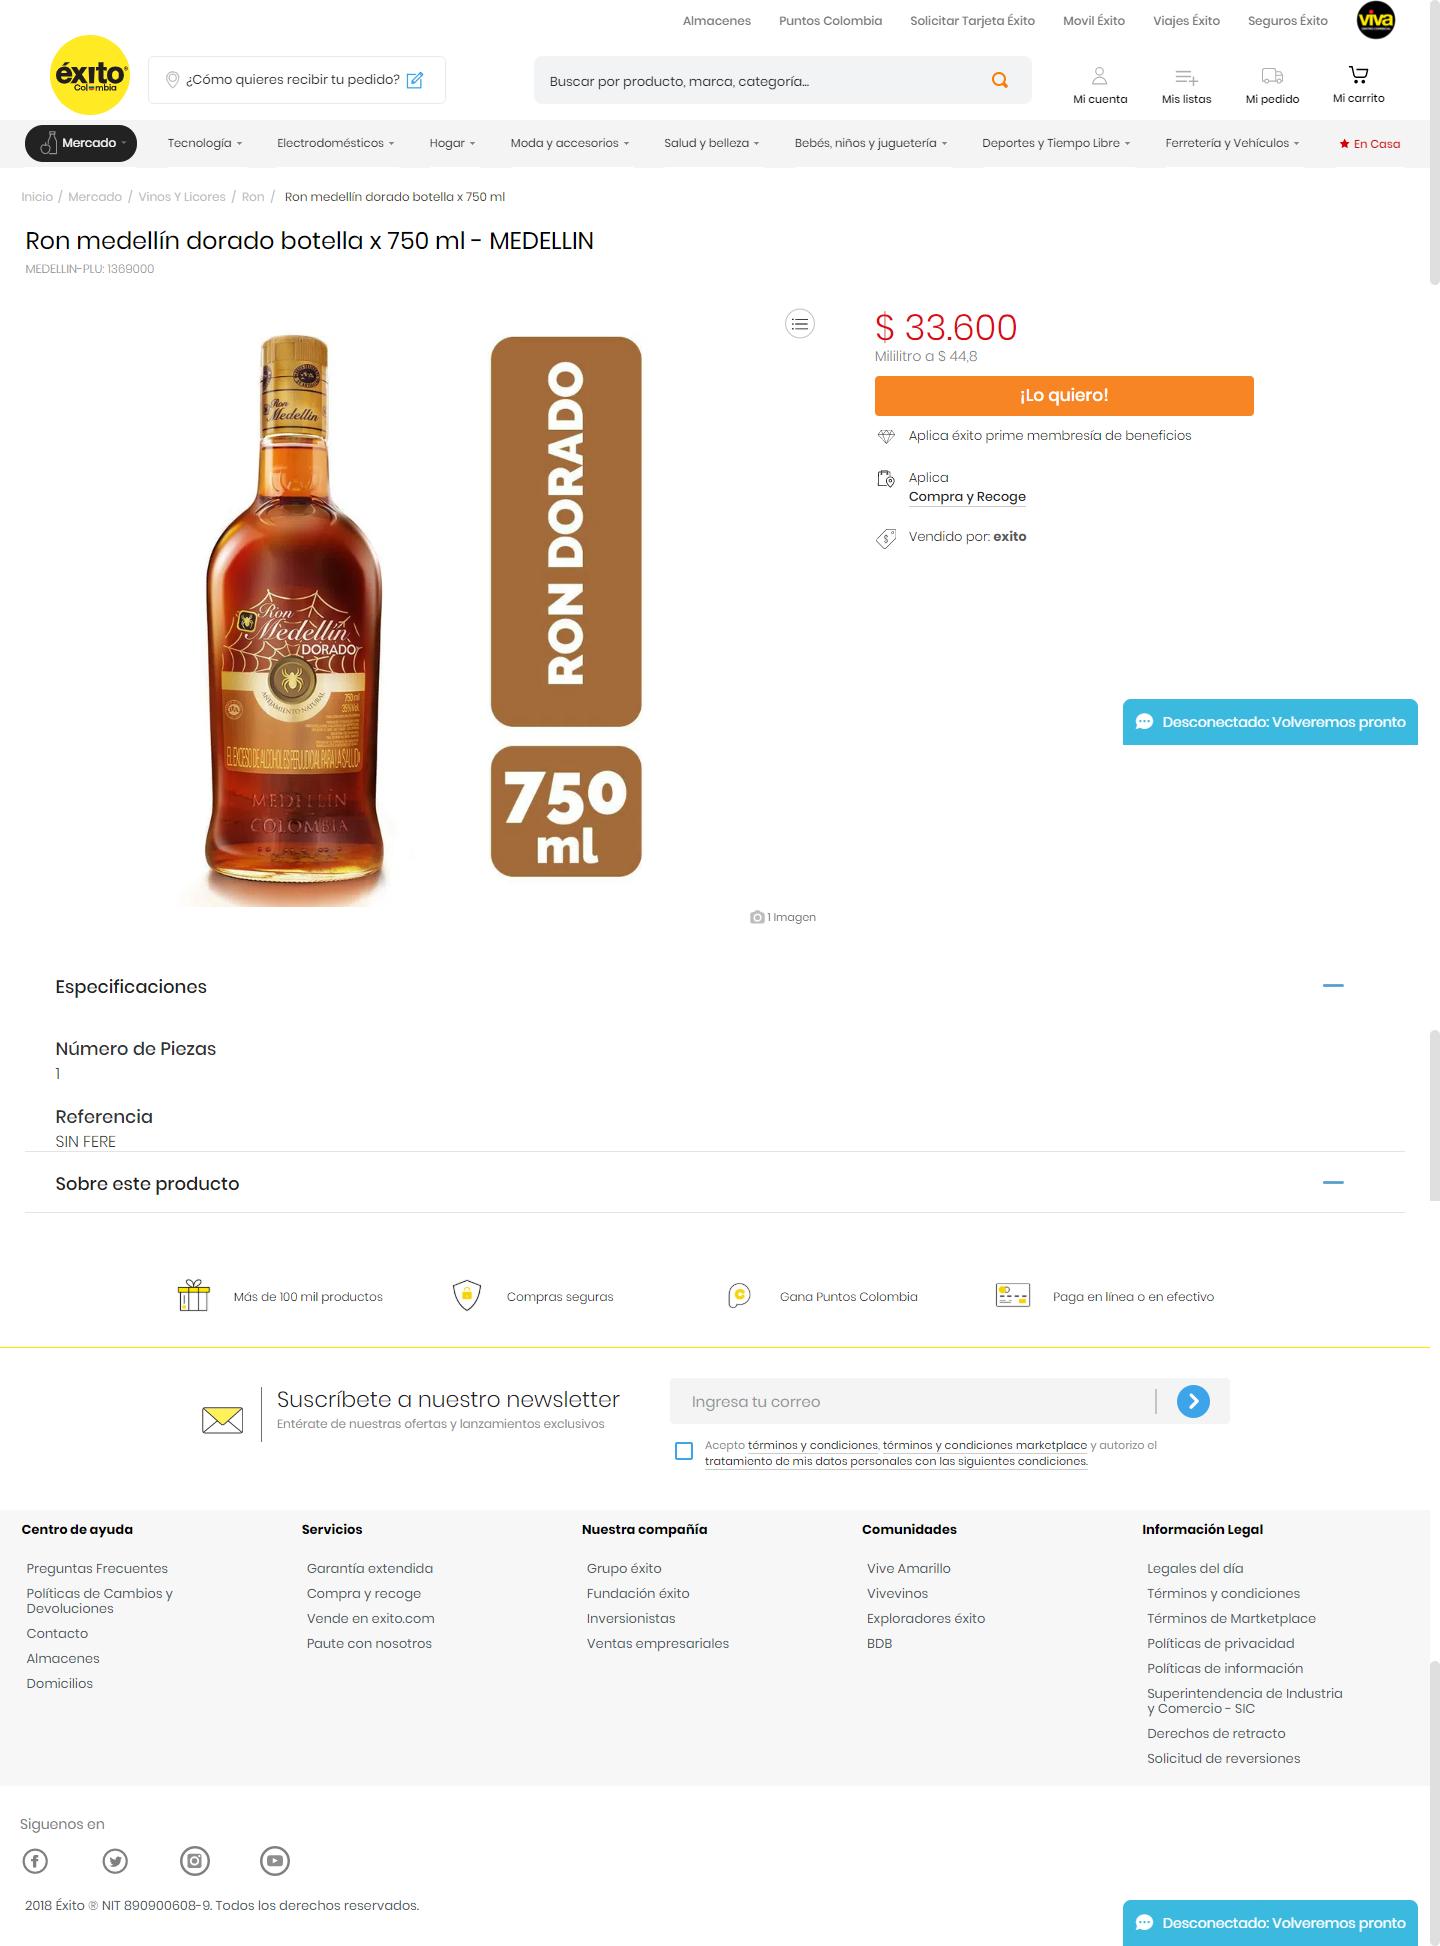 Almacenes Puntos Colombia Solicitar Tarjeta Éxito Movil Éxito Viajes Éxito Seguros Éxito viva
éxito
Colombia
¿Cómo quieres recibir tu pedido?
Buscar por producto, marca, categoría...
Mi cuenta Mis listas Mi pedido Mi carrito
Mercado Tecnología Electrodomésticos Hogar Moda y accesorios Salud y belleza Bebés, niños y juguetería Deportes y Tiempo Libre Ferretería y Vehículos En Casa
Inicio / Mercado / Vinos Y Licores / Ron / Ron medellín dorado botella x 750 ml
Ron medellín dorado botella x 750 ml - MEDELLIN
MEDELLIN-PLU: 1369000
Ron
Medellín
Ron
Medellín
DORADO
AÑEJAMIENTO NATURAL
750 ml
35%Vol.
EL EXCESO DE ALCOHOL ES PERJUDICIAL PARA LA SALUD
MEDELLÍN
COLOMBIA
RON DORADO
750
ml
1 Imagen
$ 33.600
Mililitro a $ 44,8
¡Lo quiero!
Aplica éxito prime membresía de beneficios
Aplica
Compra y Recoge
Vendido por: exito
Desconectado: Volveremos pronto
Especificaciones
Número de Piezas
1
Referencia
SIN FERE
Sobre este producto
Más de 100 mil productos Compras seguras Gana Puntos Colombia Paga en línea o en efectivo
Suscríbete a nuestro newsletter
Entérate de nuestras ofertas y lanzamientos exclusivos
Ingresa tu correo
Acepto términos y condiciones, términos y condiciones marketplace y autorizo el
tratamiento de mis datos personales con las siguientes condiciones.
Centro de ayuda
Preguntas Frecuentes
Políticas de Cambios y
Devoluciones
Contacto
Almacenes
Domicilios
Servicios
Garantía extendida
Compra y recoge
Vende en exito.com
Paute con nosotros
Nuestra compañía
Grupo éxito
Fundación éxito
Inversionistas
Ventas empresariales
Comunidades
Vive Amarillo
Vivevinos
Exploradores éxito
BDB
Información Legal
Legales del día
Términos y condiciones
Términos de Martketplace
Políticas de privacidad
Políticas de información
Superintendencia de Industria
y Comercio - SIC
Derechos de retracto
Solicitud de reversiones
Siguenos en
2018 Éxito ® NIT 890900608-9. Todos los derechos reservados.
Desconectado: Volveremos pronto